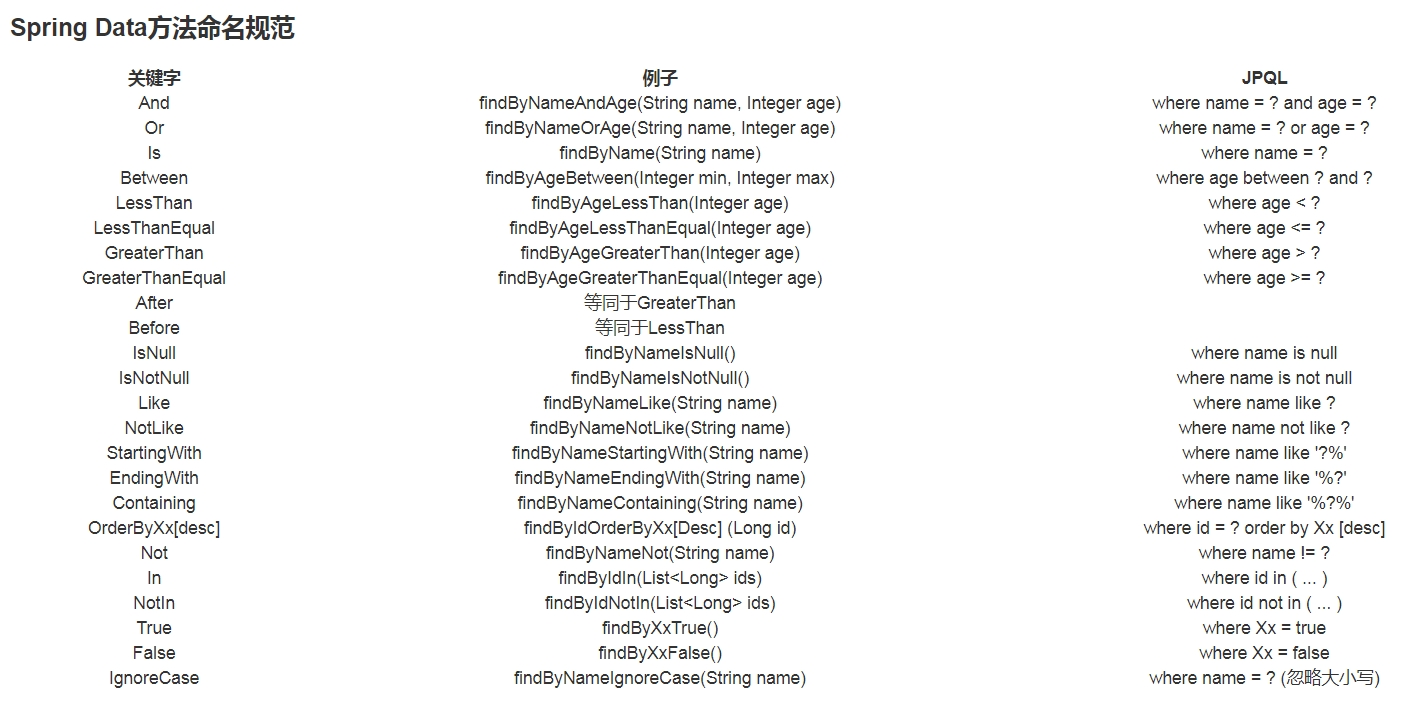 Spring Data方法命名规范
关键字 例子 JPQL
And findByNameAndAge(String name, Integer age) where name = ? and age = ?
Or findByNameOrAge(String name, Integer age) where name = ? or age = ?
Is findByName(String name) where name = ?
Between findByAgeBetween(Integer min, Integer max) where age between ? and ?
LessThan findByAgeLessThan(Integer age) where age < ?
LessThanEqual findByAgeLessThanEqual(Integer age) where age <= ?
GreaterThan findByAgeGreaterThan(Integer age) where age > ?
GreaterThanEqual findByAgeGreaterThanEqual(Integer age) where age >= ?
After 等同于GreaterThan
Before 等同于LessThan
IsNull findByNameIsNull() where name is null
IsNotNull findByNameIsNotNull() where name is not null
Like findByNameLike(String name) where name like ?
NotLike findByNameNotLike(String name) where name not like ?
StartingWith findByNameStartingWith(String name) where name like '?%'
EndingWith findByNameEndingWith(String name) where name like '%?'
Containing findByNameContaining(String name) where name like '%?%'
OrderByXx[desc] findByIdOrderByXx[Desc] (Long id) where id = ? order by Xx [desc]
Not findByNameNot(String name) where name != ?
In findByIdIn(List<Long> ids) where id in ( ... )
NotIn findByIdNotIn(List<Long> ids) where id not in ( ... )
True findByXxTrue() where Xx = true
False findByXxFalse() where Xx = false
IgnoreCase findByNameIgnoreCase(String name) where name = ? (忽略大小写)